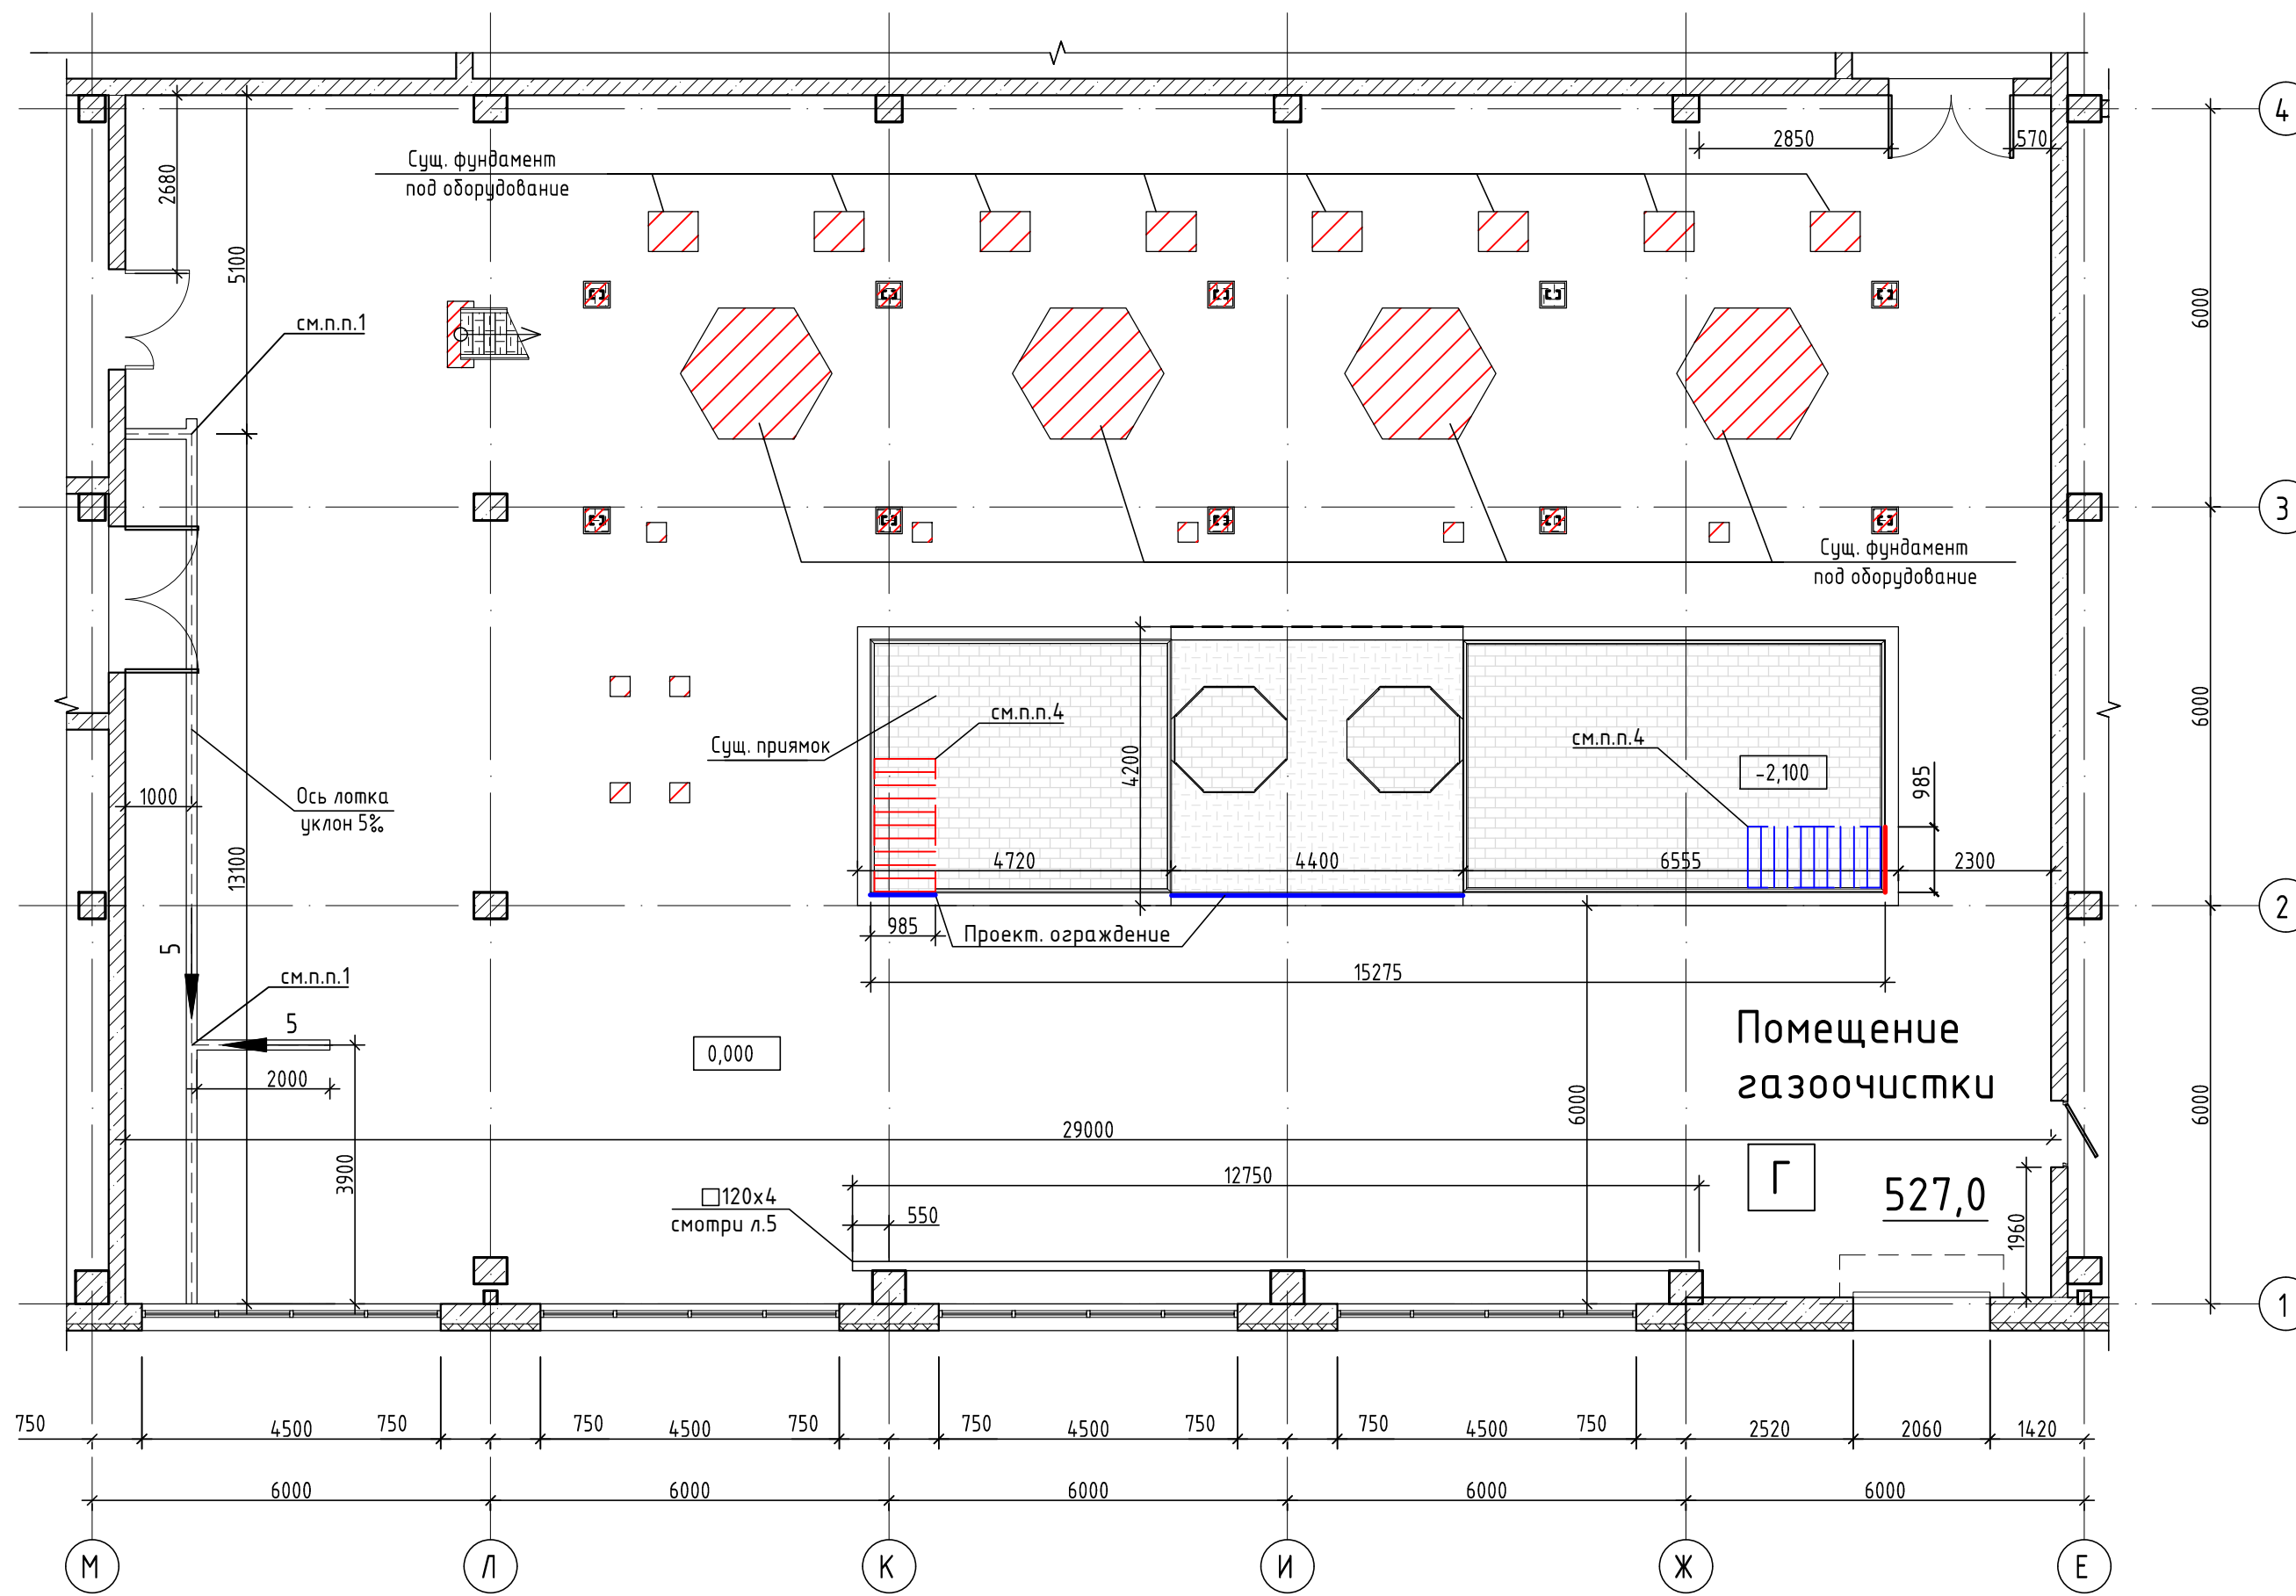 4
2850
570
Сущ. фундамент
под оборудование
2680
5100
6000
см.п.п.1
3
Сущ. фундамент
под оборудование
см.п.п.4
Сущ. приямок
4200
см.п.п.4
-2,100
985
6000
1000
Ось лотка
уклон 5‰
13100
4720
4400
6555
2300
2
985
Проект. ограждение
5
15275
см.п.п.1
5
0,000
Помещение
газоочистки
2000
6000
6000
29000
3900
12750
□120x4
смотри л.5
550
Г
527,0
1960
1
750
4500
750
750
4500
750
750
4500
750
750
4500
750
2520
2060
1420
6000
6000
6000
6000
6000
М
Л
К
И
Ж
Е